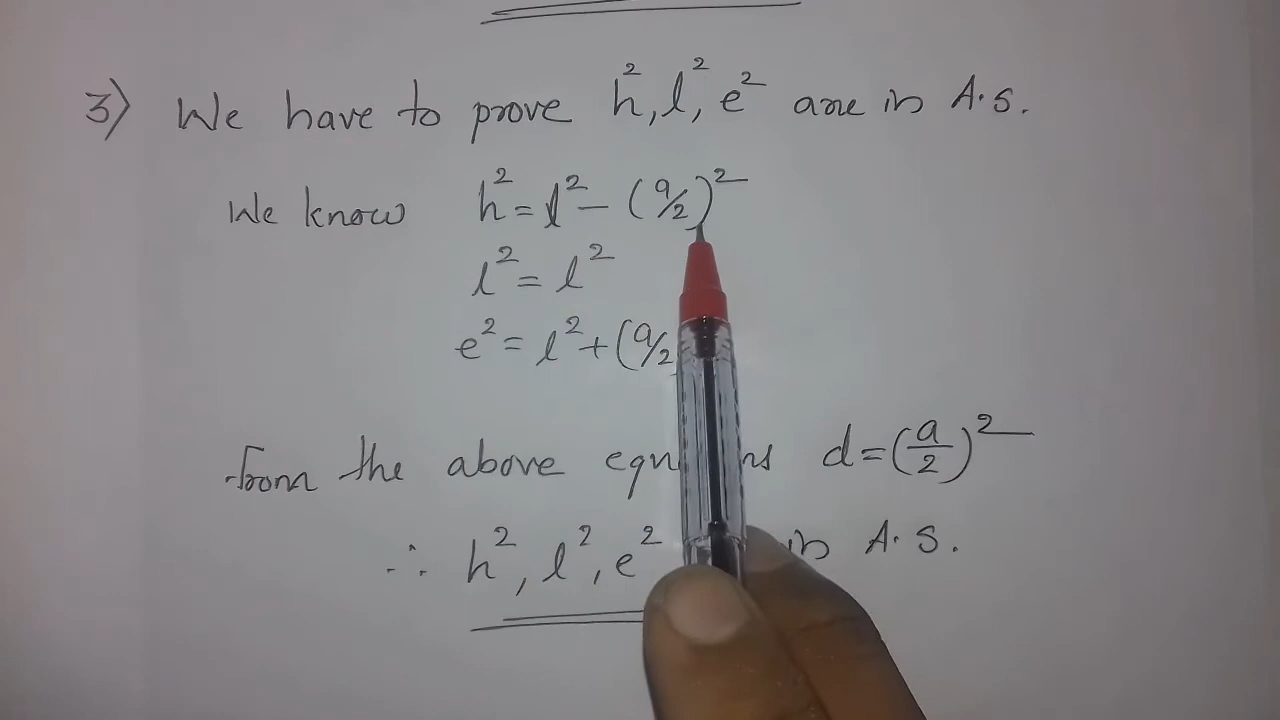 3) We have to prove h², l², e² are in A.S.
We know h² = l² − (a/2)²
l² = l²
e² = l² + (a/2
from the above d = (a/2)²
∴ h², l², e² in A.S.